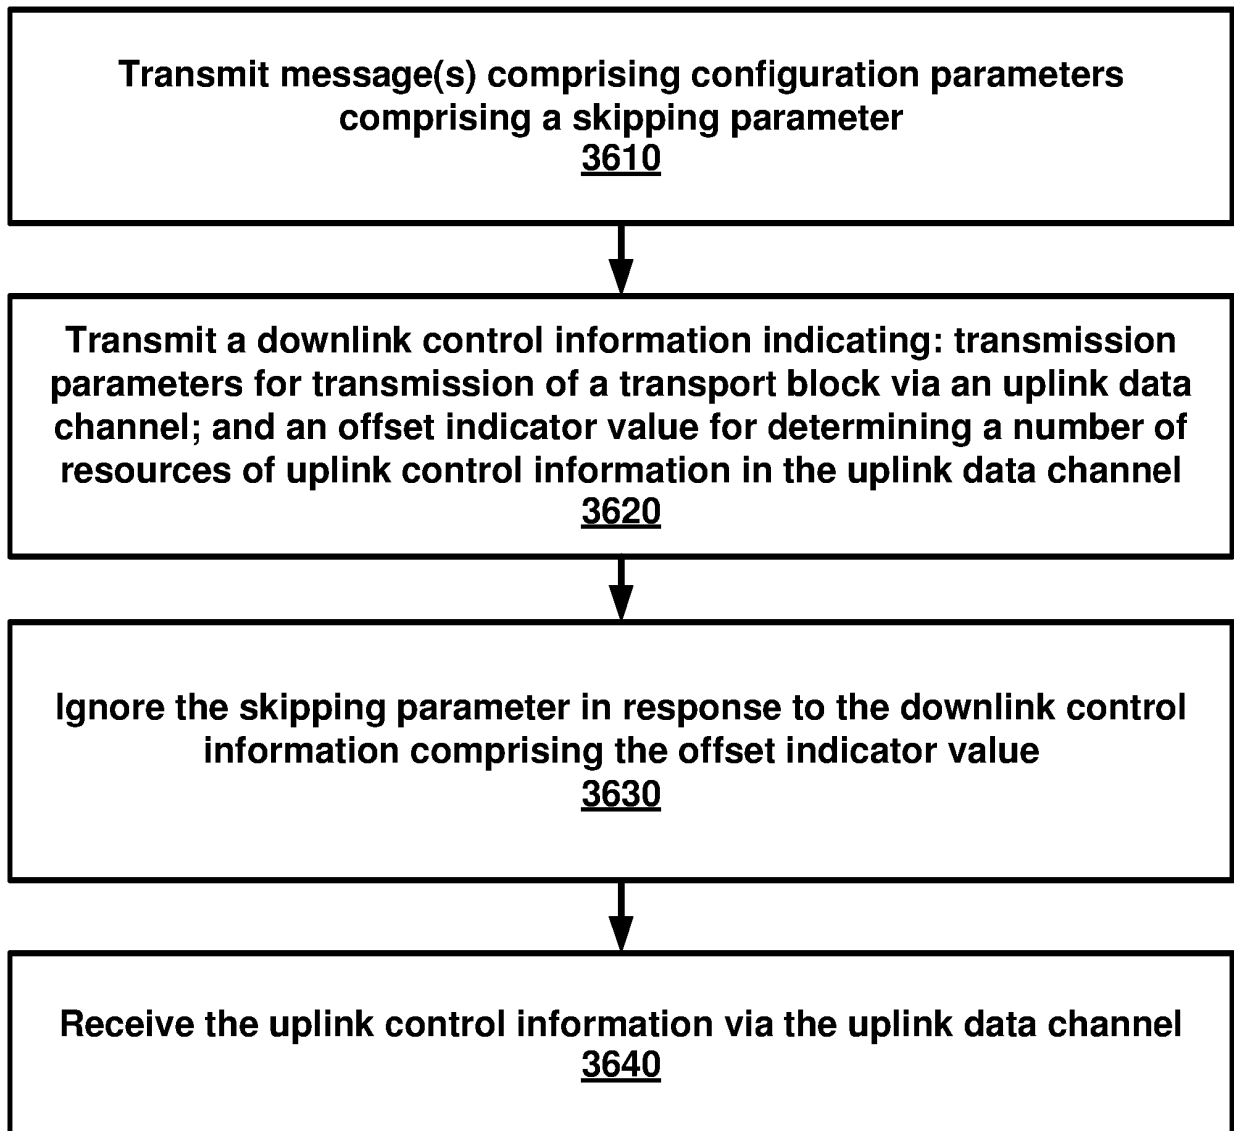 Transmit message(s) comprising configuration parameters
comprising a skipping parameter
3610
Transmit a downlink control information indicating: transmission
parameters for transmission of a transport block via an uplink data
channel; and an offset indicator value for determining a number of
resources of uplink control information in the uplink data channel
3620
Ignore the skipping parameter in response to the downlink control
information comprising the offset indicator value
3630
Receive the uplink control information via the uplink data channel
3640